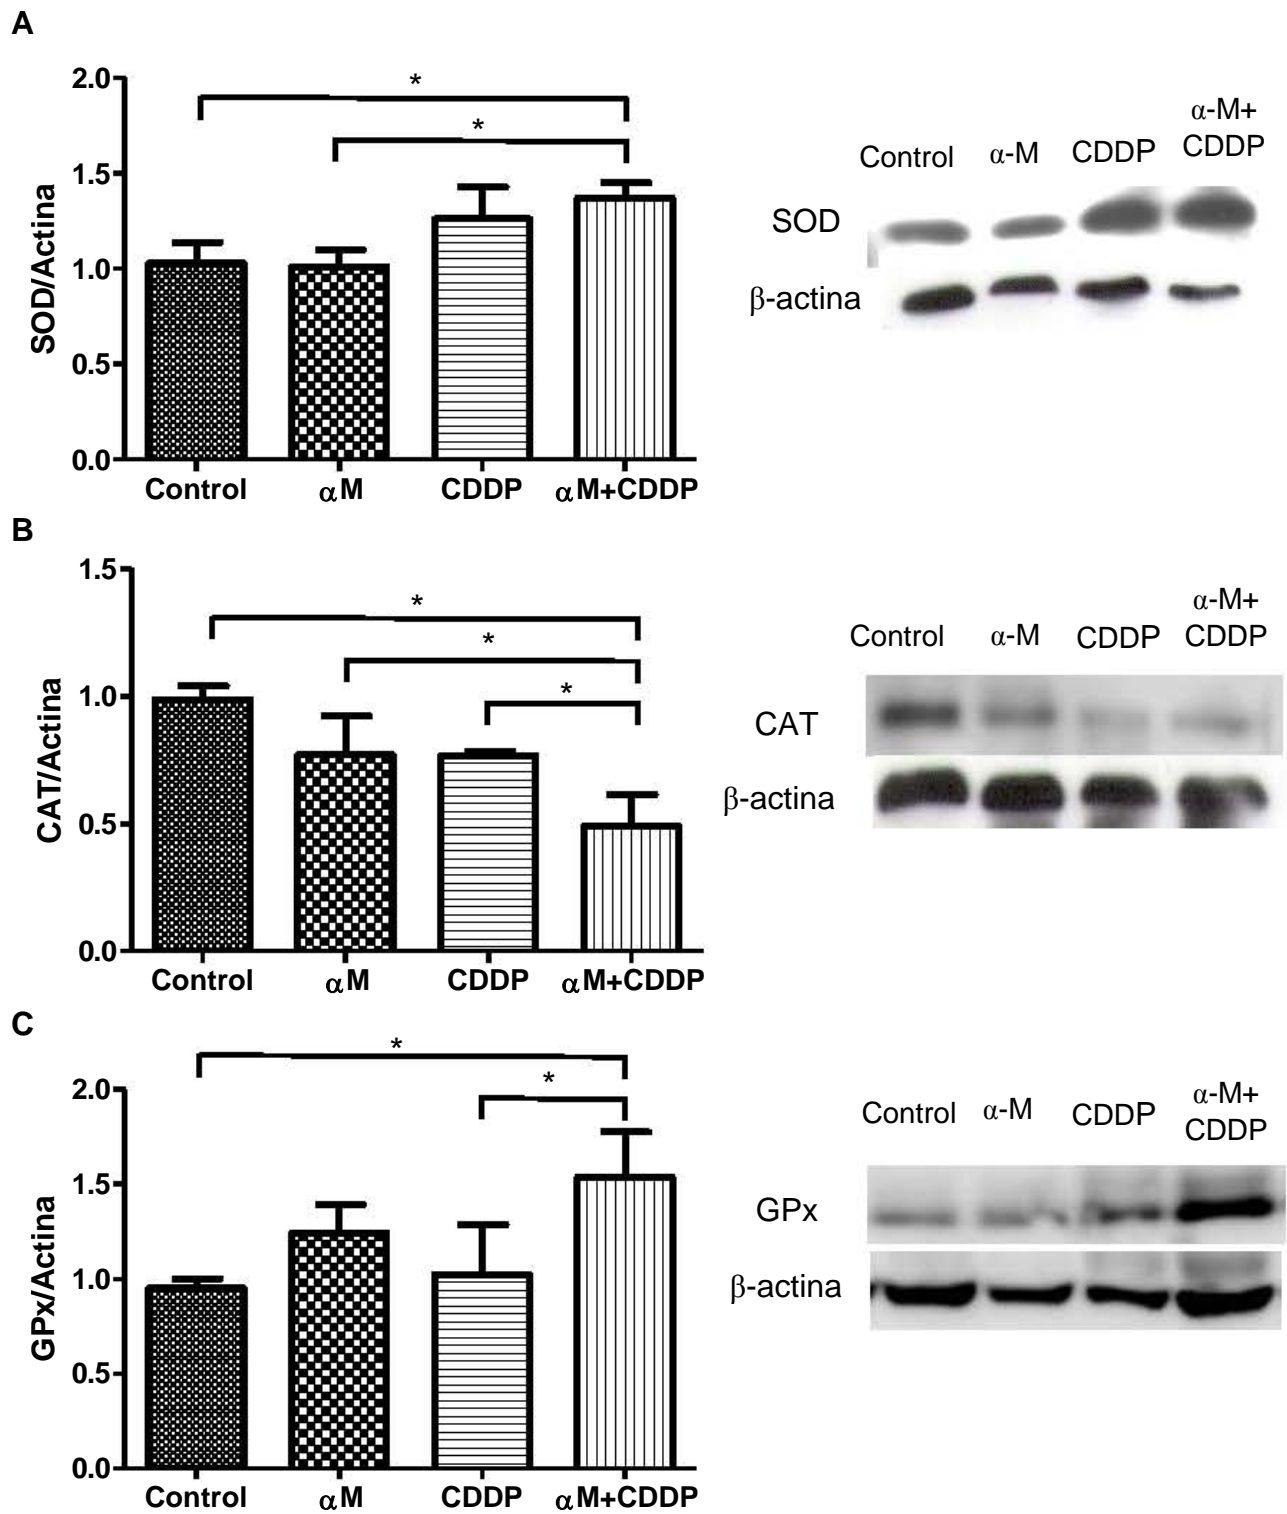 A
2.0
1.5
1.0
0.5
0.0
SOD/Actina
*
*
Control αM CDDP αM+CDDP
Control α-M CDDP α-M+
CDDP
SOD
β-actina
B
1.5
1.0
0.5
0.0
CAT/Actina
*
*
*
Control αM CDDP αM+CDDP
Control α-M CDDP α-M+
CDDP
CAT
β-actina
C
2.0
1.5
1.0
0.5
0.0
GPx/Actina
*
*
Control αM CDDP αM+CDDP
Control α-M CDDP α-M+
CDDP
GPx
β-actina